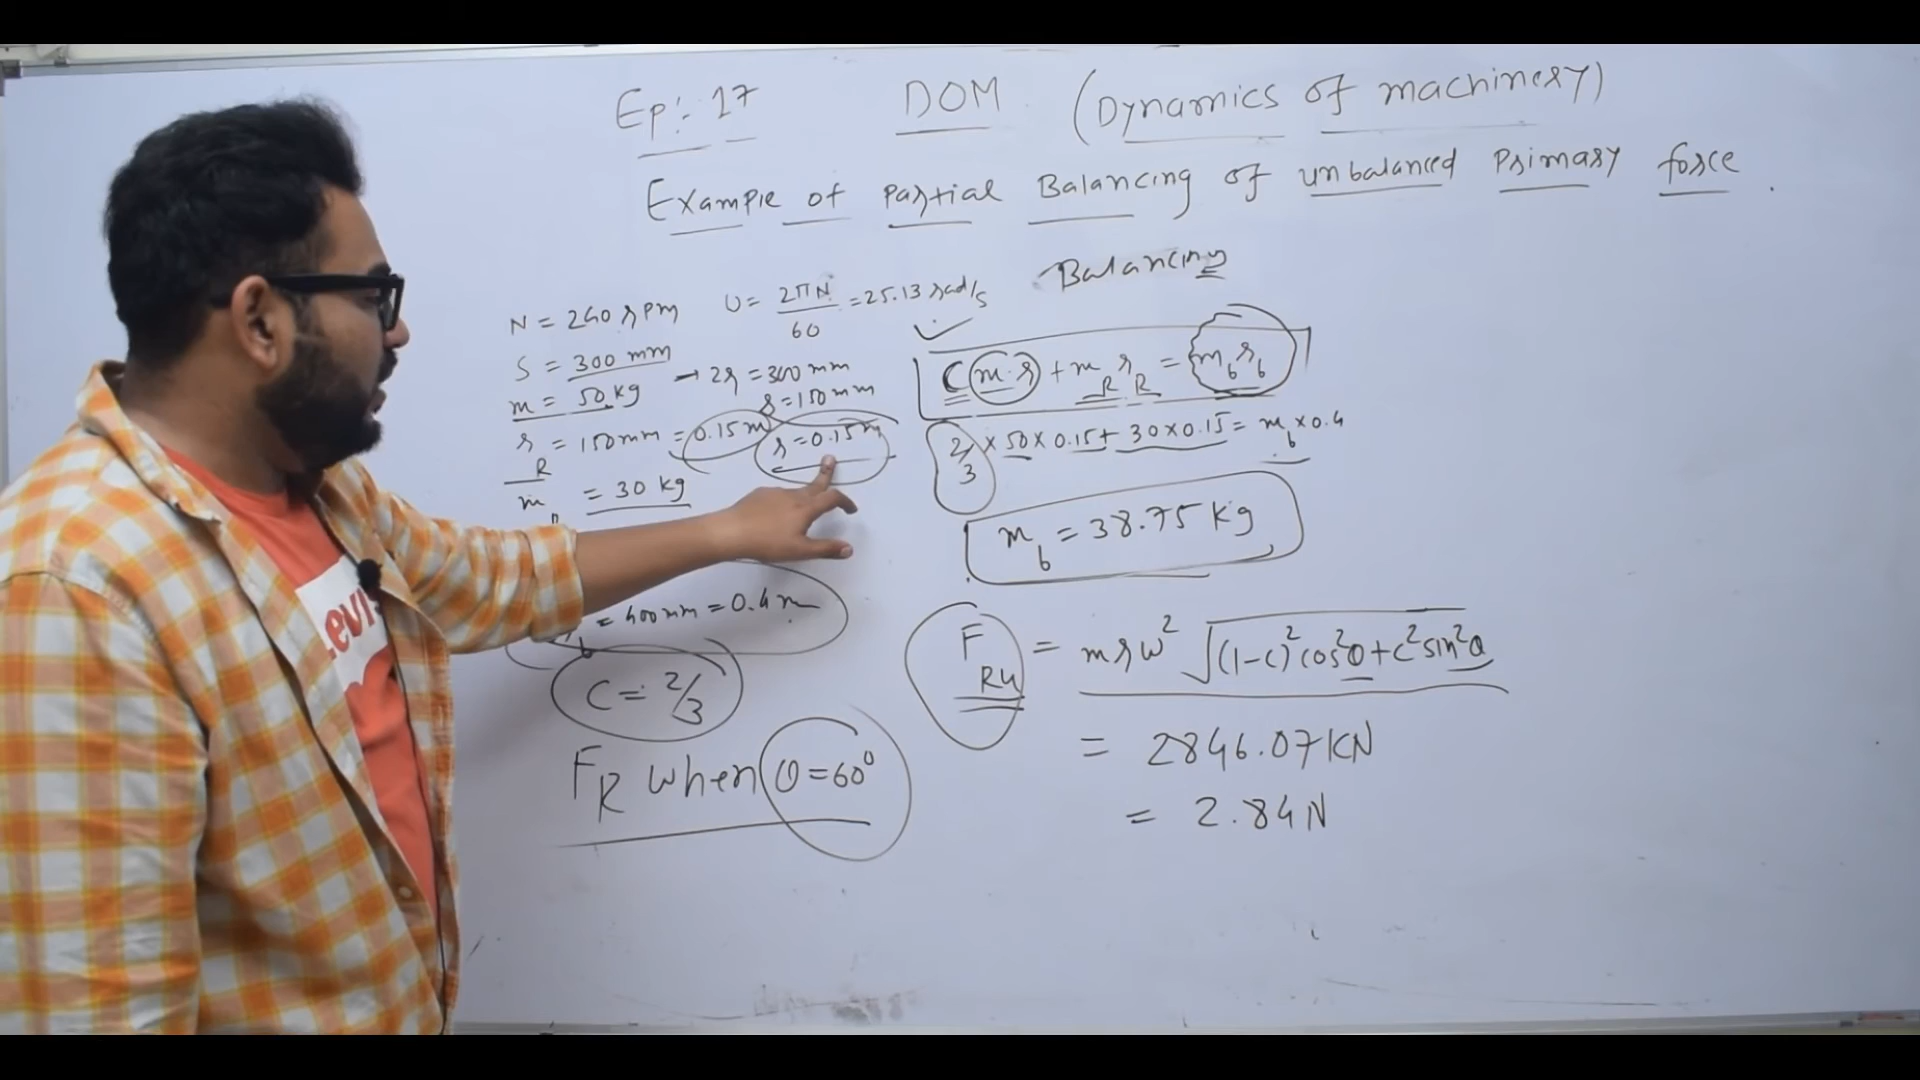 Ep:- 17 DOM (Dynamics of machinery)
Example of Partial Balancing of unbalanced Primary force.
Balancing
N = 240 rpm ω = 2πN/60 = 25.13 rad/s
S = 300 mm → 2r = 300 mm
m = 50 kg r = 150 mm
r_R = 150 mm = 0.15 m r = 0.15 m
m = 30 kg
= 400 mm = 0.4 m
C = 2/3
F_R when θ = 60°
C m.r + m_R r_R = m_b r_b
2/3 × 50 × 0.15 + 30 × 0.15 = m_b × 0.4
m_b = 38.75 kg
F_RU = mrω² √(1-c)² cos²θ + c² sin²θ
= 2846.07 KN
= 2.84 N
Levi